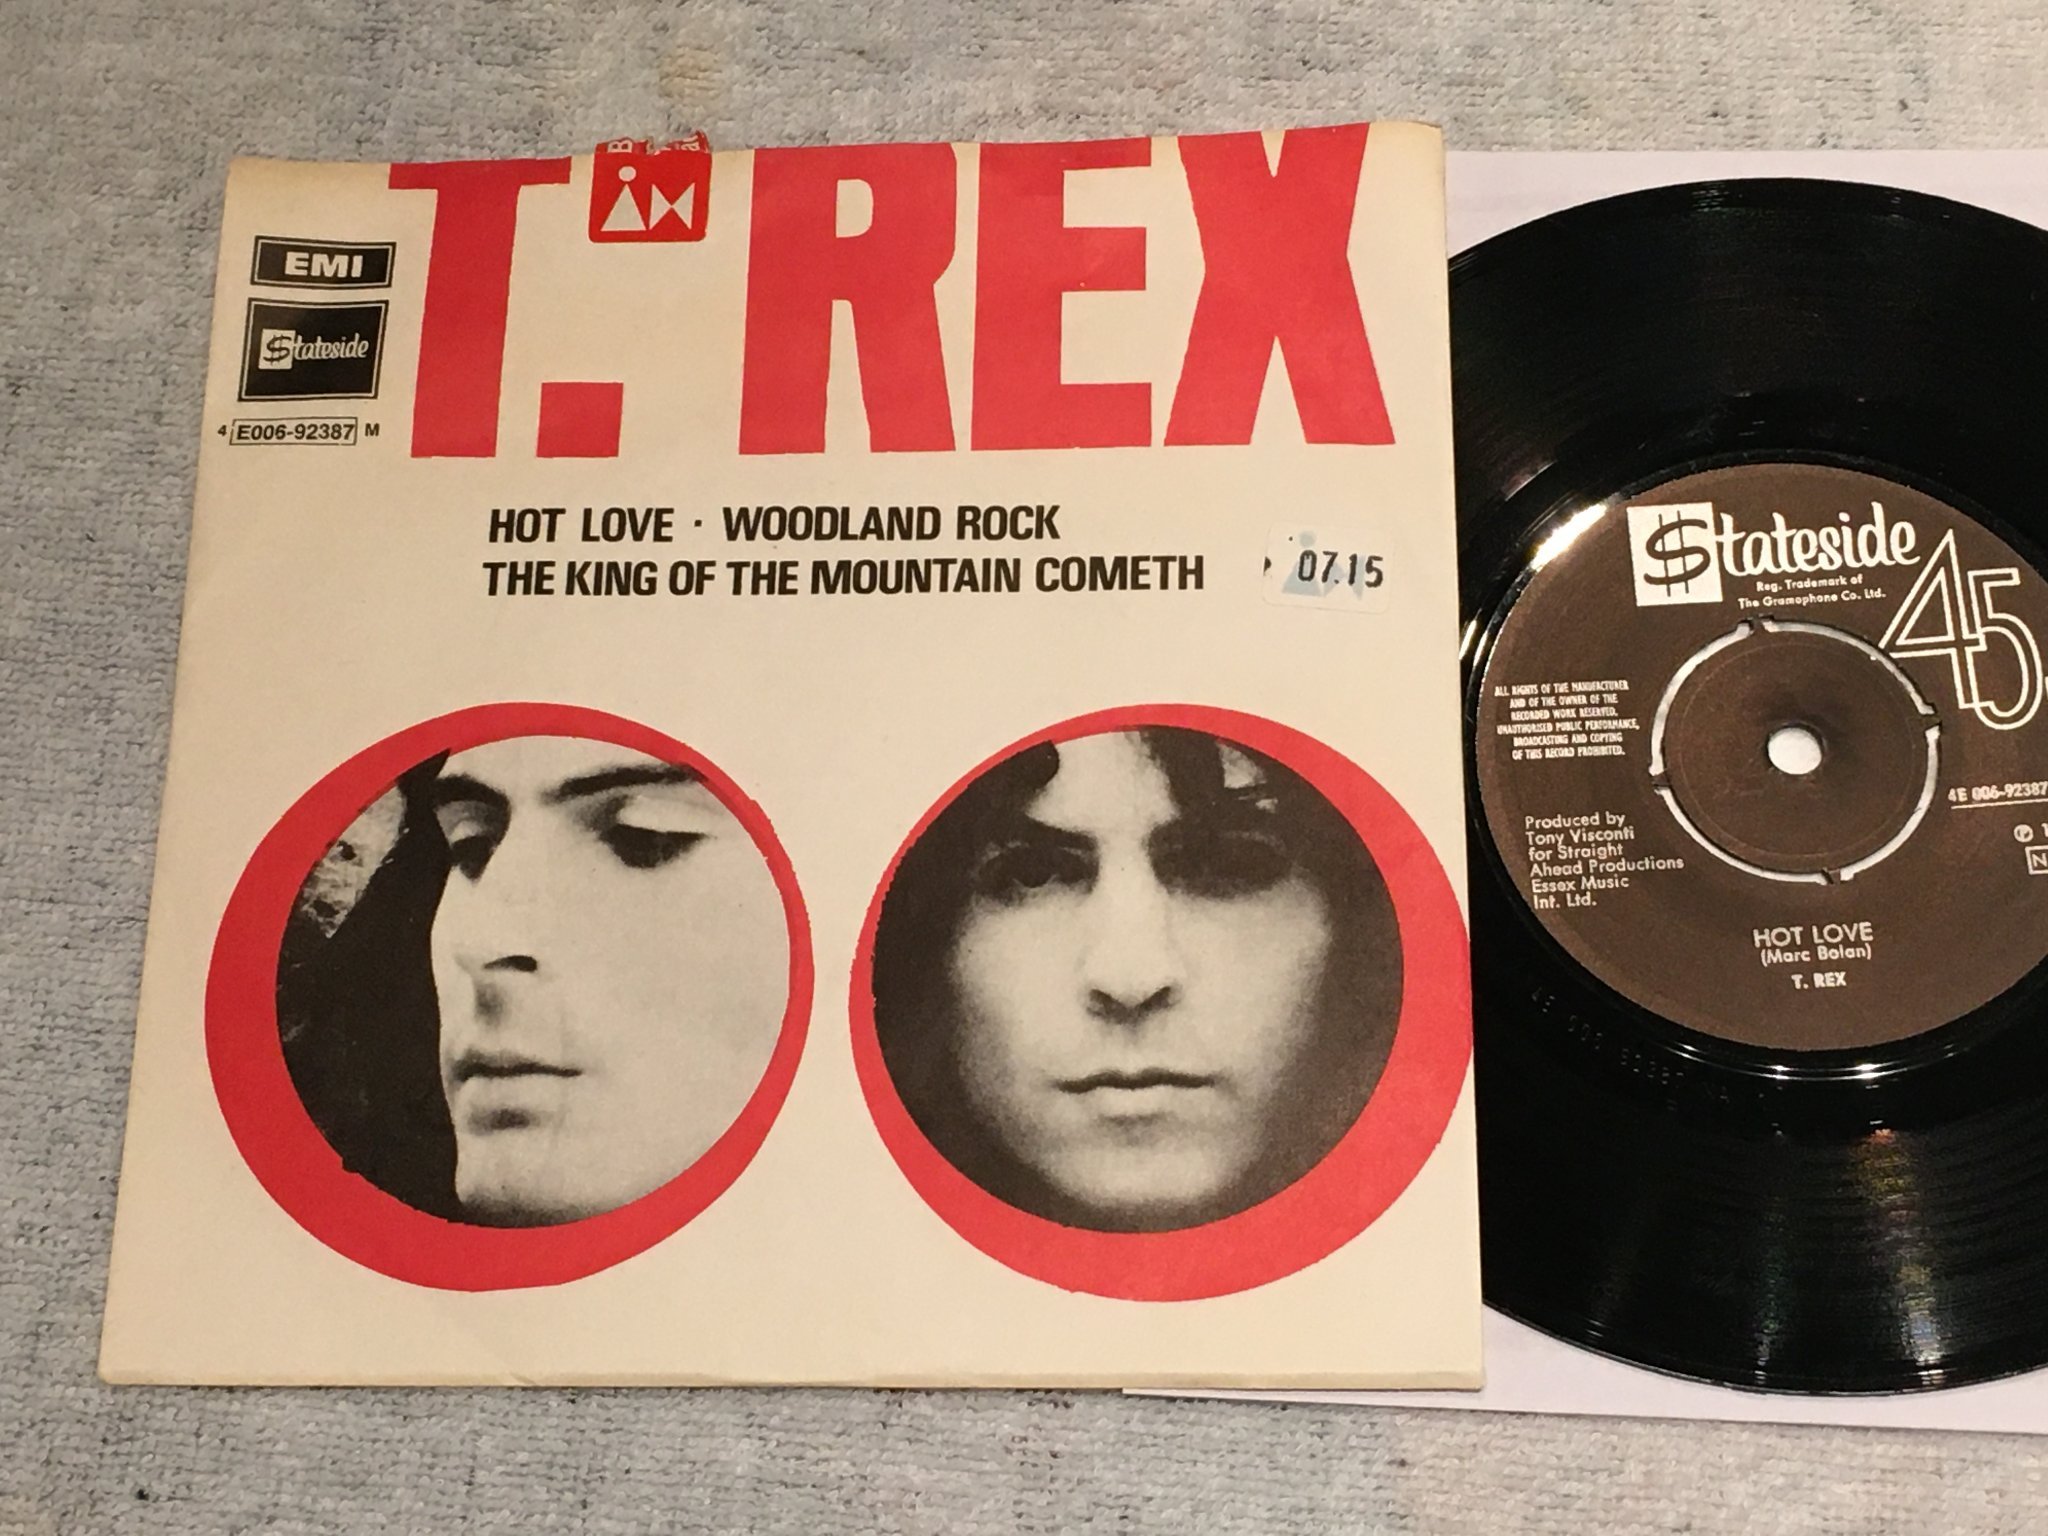 T. REX
EMI
Stateside
4 E006-92387 M
HOT LOVE · WOODLAND ROCK
THE KING OF THE MOUNTAIN COMETH
07.15
Stateside
Reg. Trademark of
The Gramophone Co. Ltd.
45
ALL RIGHTS OF THE MANUFACTURER
AND OF THE OWNER OF THE
RECORDED WORK RESERVED.
UNAUTHORISED PUBLIC PERFORMANCE,
BROADCASTING AND COPYING
OF THIS RECORD PROHIBITED.
4E 006-92387
Produced by
Tony Visconti
for Straight
Ahead Productions
Essex Music
Int. Ltd.
HOT LOVE
(Marc Bolan)
T. REX